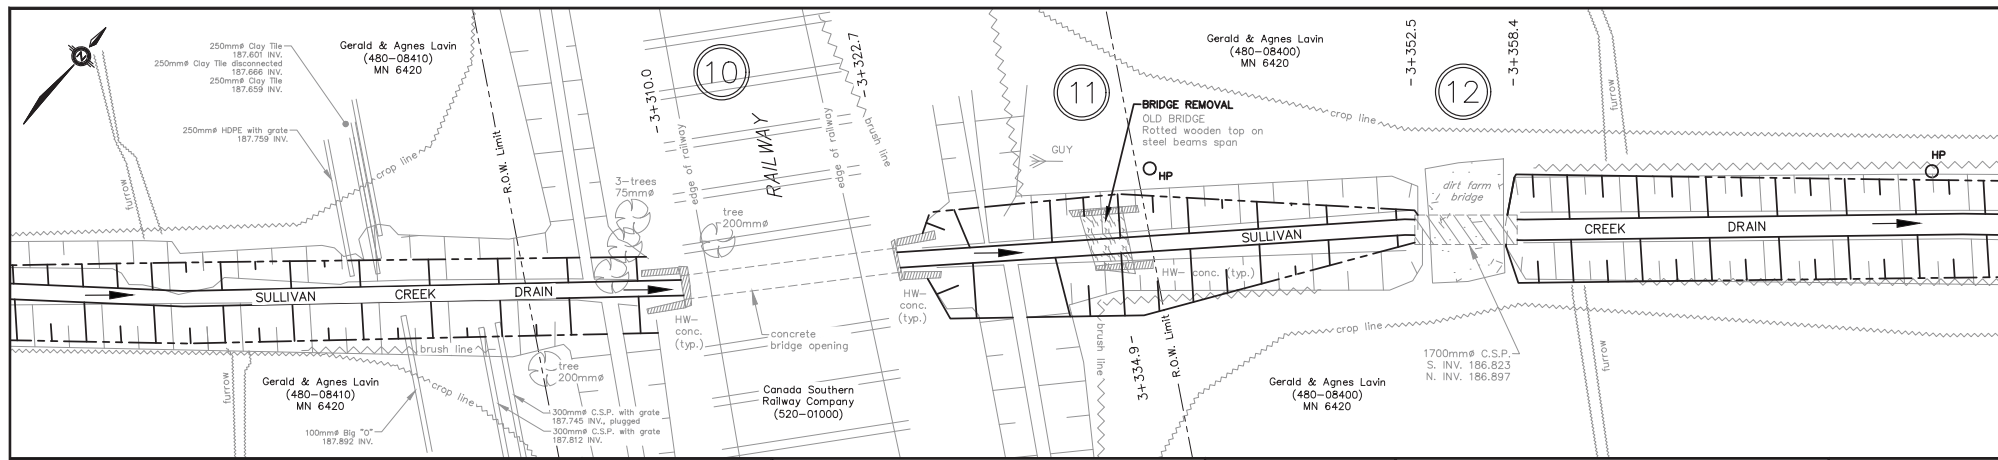 N
250mmø Clay Tile
187.601 INV.
250mmø Clay Tile disconnected
187.666 INV.
250mmø Clay Tile
187.659 INV.
250mmø HDPE with grate
187.759 INV.
Gerald & Agnes Lavin
(480-08410)
MN 6420
furrow
crop line
R.O.W. Limit
3-trees
75mmø
- 3+310.0
edge of railway
10
RAILWAY
tree
200mmø
edge of railway
brush line
- 3+322.7
GUY
11
BRIDGE REMOVAL
OLD BRIDGE
Rotted wooden top on
steel beams span
HP
Gerald & Agnes Lavin
(480-08400)
MN 6420
crop line
- 3+352.5
12
- 3+358.4
dirt farm
bridge
furrow
HP
SULLIVAN CREEK DRAIN
SULLIVAN
CREEK DRAIN
HW- conc. (typ.)
HW-
conc.
(typ.)
HW-
conc.
(typ.)
concrete
bridge opening
brush line
furrow
Gerald & Agnes Lavin
(480-08410)
MN 6420
crop line
100mmø Big "O"
187.892 INV.
tree
200mmø
300mmø C.S.P. with grate
187.745 INV., plugged
300mmø C.S.P. with grate
187.812 INV.
Canada Southern
Railway Company
(520-01000)
brush line
3+334.9 -
R.O.W. Limit
crop line
Gerald & Agnes Lavin
(480-08400)
MN 6420
1700mmø C.S.P.
S. INV. 186.823
N. INV. 186.897
furrow